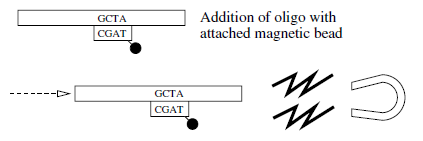 GCTA
CGAT
Addition of oligo with
attached magnetic bead
GCTA
CGAT